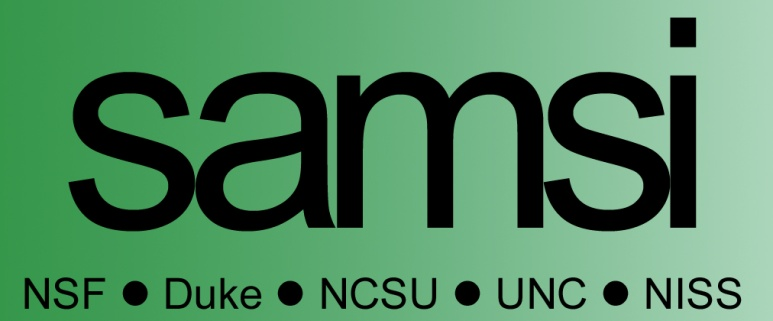 samsi
NSF ● Duke ● NCSU ● UNC ● NISS